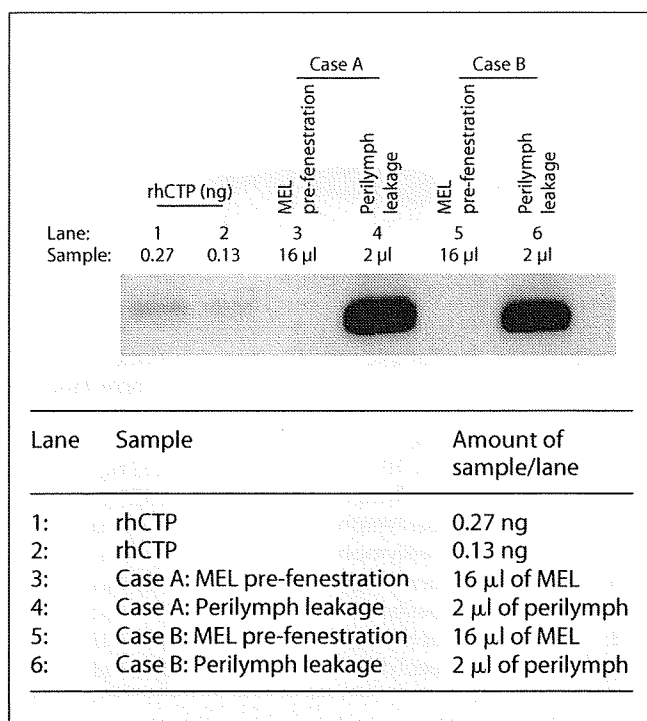 Case A Case B
MEL pre-fenestration
Perilymph leakage
MEL pre-fenestration
Perilymph leakage
rhCTP (ng)
Lane: 1 2 3 4 5 6
Sample: 0.27 0.13 16 μl 2 μl 16 μl 2 μl
Lane Sample Amount of
sample/lane
1: rhCTP 0.27 ng
2: rhCTP 0.13 ng
3: Case A: MEL pre-fenestration 16 μl of MEL
4: Case A: Perilymph leakage 2 μl of perilymph
5: Case B: MEL pre-fenestration 16 μl of MEL
6: Case B: Perilymph leakage 2 μl of perilymph